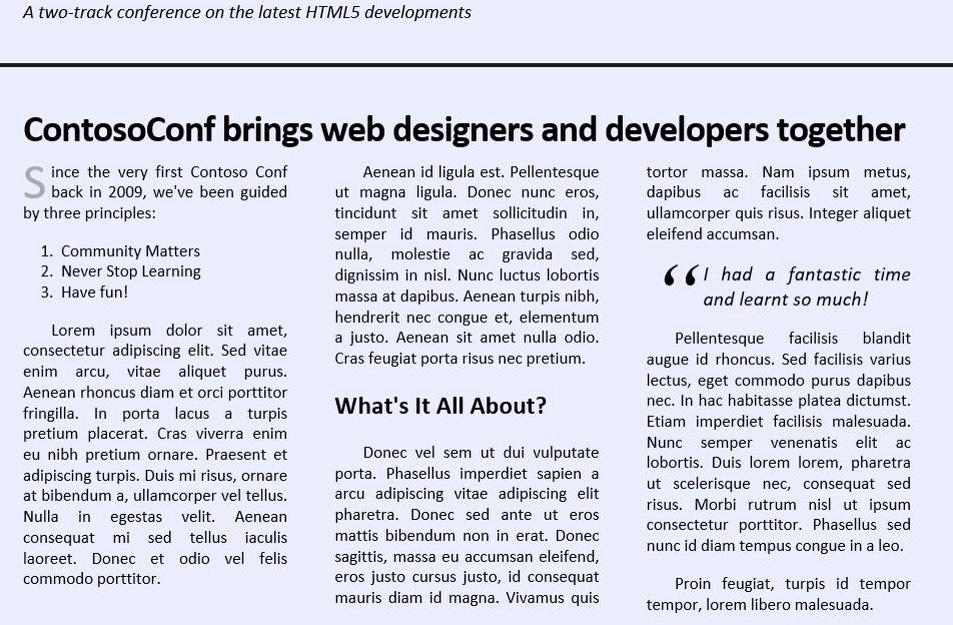 A two-track conference on the latest HTML5 developments
ContosoConf brings web designers and developers together
Since the very first Contoso Conf
back in 2009, we've been guided
by three principles:
1. Community Matters
2. Never Stop Learning
3. Have fun!
Lorem ipsum dolor sit amet,
consectetur adipiscing elit. Sed vitae
enim arcu, vitae aliquet purus.
Aenean rhoncus diam et orci porttitor
fringilla. In porta lacus a turpis
pretium placerat. Cras viverra enim
eu nibh pretium ornare. Praesent et
adipiscing turpis. Duis mi risus, ornare
at bibendum a, ullamcorper vel tellus.
Nulla in egestas velit. Aenean
consequat mi sed tellus iaculis
laoreet. Donec et odio vel felis
commodo porttitor.
Aenean id ligula est. Pellentesque
ut magna ligula. Donec nunc eros,
tincidunt sit amet sollicitudin in,
semper id mauris. Phasellus odio
nulla, molestie ac gravida sed,
dignissim in nisl. Nunc luctus lobortis
massa at dapibus. Aenean turpis nibh,
hendrerit nec congue et, elementum
a justo. Aenean sit amet nulla odio.
Cras feugiat porta risus nec pretium.
What's It All About?
Donec vel sem ut dui vulputate
porta. Phasellus imperdiet sapien a
arcu adipiscing vitae adipiscing elit
pharetra. Donec sed ante ut eros
mattis bibendum non in erat. Donec
sagittis, massa eu accumsan eleifend,
eros justo cursus justo, id consequat
mauris diam id magna. Vivamus quis
tortor massa. Nam ipsum metus,
dapibus ac facilisis sit amet,
ullamcorper quis risus. Integer aliquet
eleifend accumsan.
“I had a fantastic time
and learnt so much!
Pellentesque facilisis blandit
augue id rhoncus. Sed facilisis varius
lectus, eget commodo purus dapibus
nec. In hac habitasse platea dictumst.
Etiam imperdiet facilisis malesuada.
Nunc semper venenatis elit ac
lobortis. Duis lorem lorem, pharetra
ut scelerisque nec, consequat sed
risus. Morbi rutrum nisl ut ipsum
consectetur porttitor. Phasellus sed
nunc id diam tempus congue in a leo.
Proin feugiat, turpis id tempor
tempor, lorem libero malesuada.